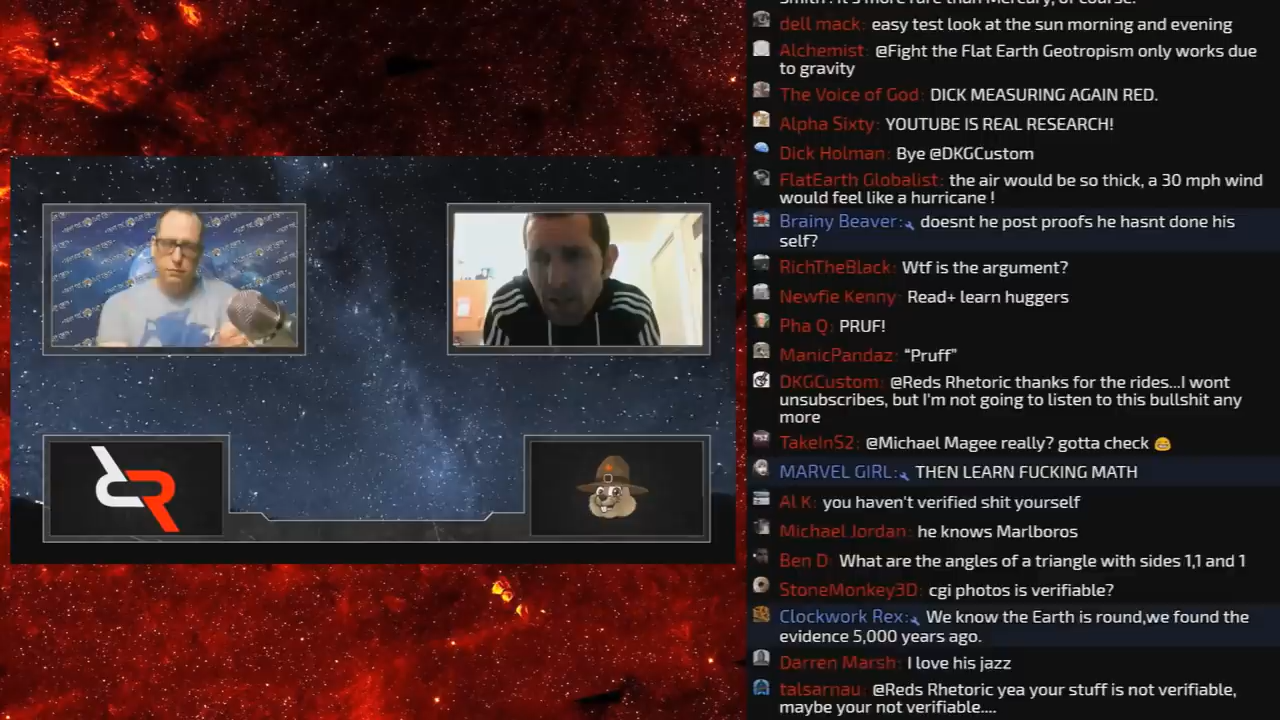 Smith . It's more rare than Mercury, of course.
dell mack: easy test look at the sun morning and evening
Alchemist: @Fight the Flat Earth Geotropism only works due
to gravity
The Voice of God: DICK MEASURING AGAIN RED.
Alpha Sixty: YOUTUBE IS REAL RESEARCH!
Dick Holman: Bye @DKGCustom
FlatEarth Globalist: the air would be so thick, a 30 mph wind
would feel like a hurricane !
Brainy Beaver: doesnt he post proofs he hasnt done his
self?
RichTheBlack: Wtf is the argument?
Newfie Kenny: Read+ learn huggers
Pha Q: PRUF!
ManicPandaz: “Pruff”
DKGCustom: @Reds Rhetoric thanks for the rides...I wont
unsubscribes, but I'm not going to listen to this bullshit any
more
TakeInS2: @Michael Magee really? gotta check 😂
MARVEL GIRL: THEN LEARN FUCKING MATH
Al K: you haven't verified shit yourself
Michael Jordan: he knows Marlboros
Ben D: What are the angles of a triangle with sides 1,1 and 1
StoneMonkey3D: cgi photos is verifiable?
Clockwork Rex: We know the Earth is round,we found the
evidence 5,000 years ago.
Darren Marsh: I love his jazz
talsarnau: @Reds Rhetoric yea your stuff is not verifiable,
maybe your not verifiable....